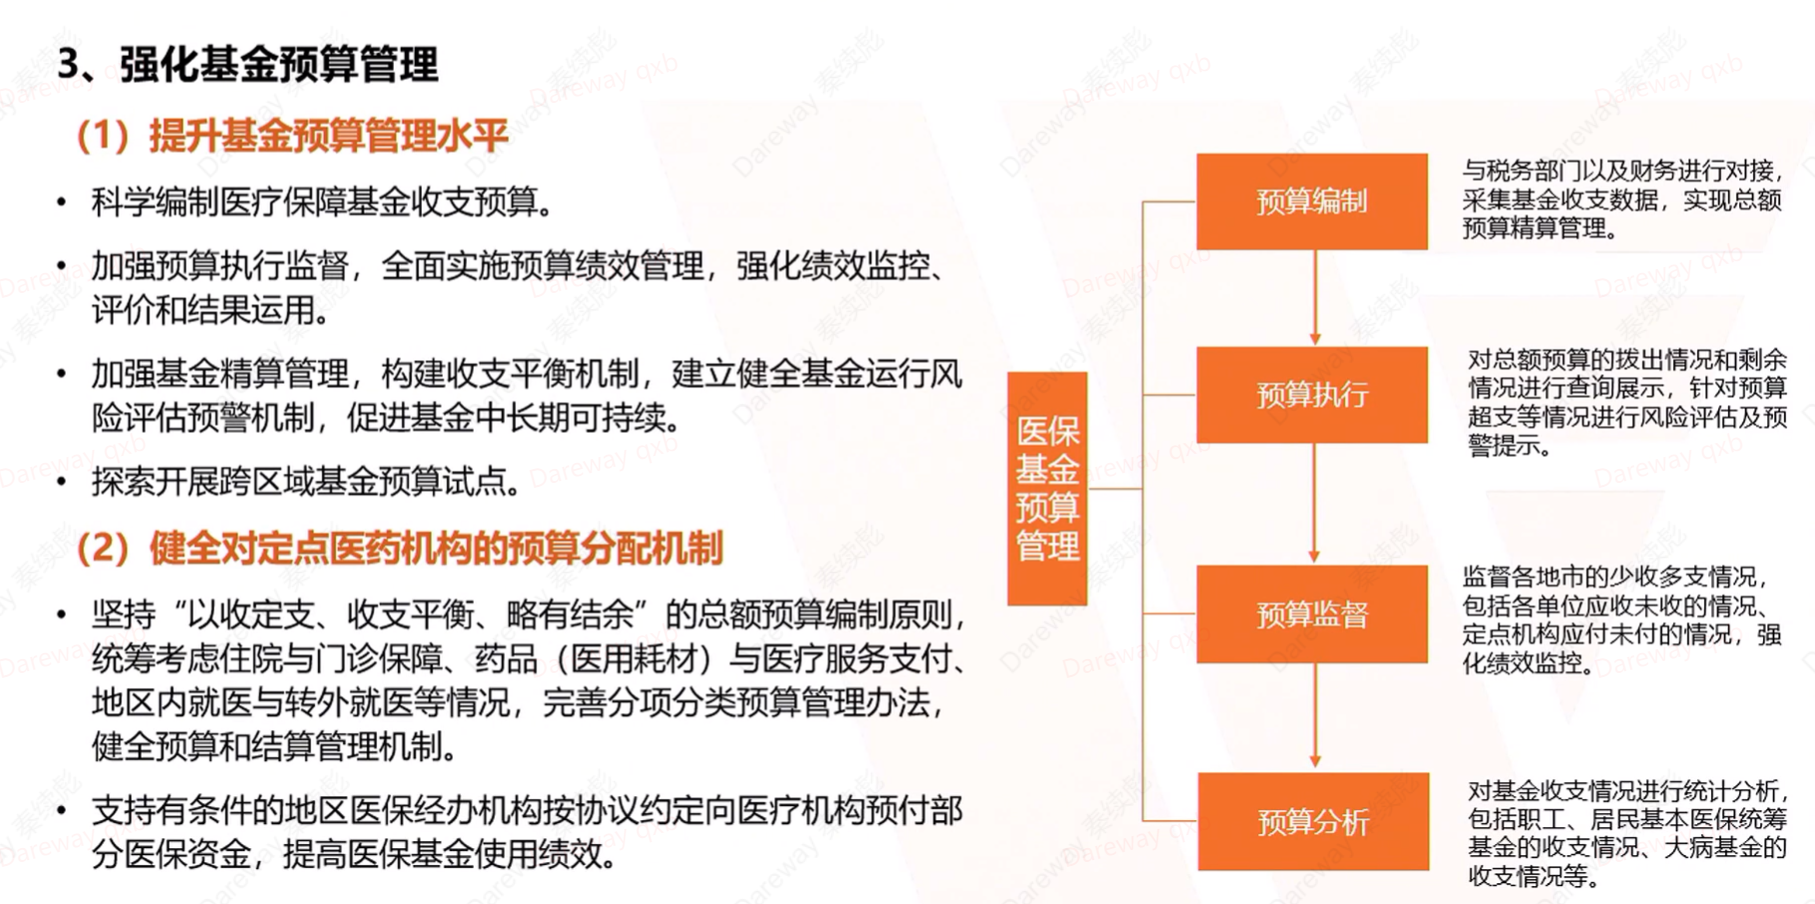 3、强化基金预算管理
（1）提升基金预算管理水平
• 科学编制医疗保障基金收支预算。
• 加强预算执行监督，全面实施预算绩效管理，强化绩效监控、
评价和结果运用。
• 加强基金精算管理，构建收支平衡机制，建立健全基金运行风
险评估预警机制，促进基金中长期可持续。
• 探索开展跨区域基金预算试点。
（2）健全对定点医药机构的预算分配机制
• 坚持“以收定支、收支平衡、略有结余”的总额预算编制原则，
统筹考虑住院与门诊保障、药品（医用耗材）与医疗服务支付、
地区内就医与转外就医等情况，完善分项分类预算管理办法，
健全预算和结算管理机制。
• 支持有条件的地区医保经办机构按协议约定向医疗机构预付部
分医保资金，提高医保基金使用绩效。
医保
基金
预算
管理
预算编制
与税务部门以及财务进行对接，
采集基金收支数据，实现总额
预算精算管理。
预算执行
对总额预算的拨出情况和剩余
情况进行查询展示，针对预算
超支等情况进行风险评估及预
警提示。
预算监督
监督各地市的少收多支情况，
包括各单位应收未收的情况、
定点机构应付未付的情况，强
化绩效监控。
预算分析
对基金收支情况进行统计分析，
包括职工、居民基本医保统筹
基金的收支情况、大病基金的
收支情况等。
Dareway 秦续彪
Dareway qxb